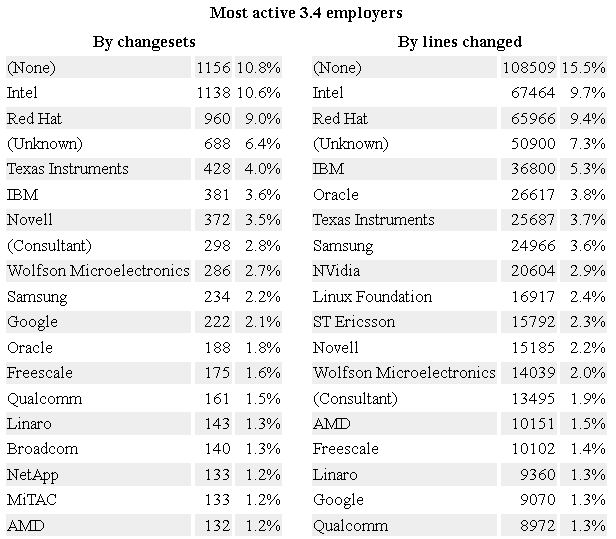 Most active 3.4 employers
By changesets By lines changed
(None) 1156 10.8% (None) 108509 15.5%
Intel 1138 10.6% Intel 67464 9.7%
Red Hat 960 9.0% Red Hat 65966 9.4%
(Unknown) 688 6.4% (Unknown) 50900 7.3%
Texas Instruments 428 4.0% IBM 36800 5.3%
IBM 381 3.6% Oracle 26617 3.8%
Novell 372 3.5% Texas Instruments 25687 3.7%
(Consultant) 298 2.8% Samsung 24966 3.6%
Wolfson Microelectronics 286 2.7% NVidia 20604 2.9%
Samsung 234 2.2% Linux Foundation 16917 2.4%
Google 222 2.1% ST Ericsson 15792 2.3%
Oracle 188 1.8% Novell 15185 2.2%
Freescale 175 1.6% Wolfson Microelectronics 14039 2.0%
Qualcomm 161 1.5% (Consultant) 13495 1.9%
Linaro 143 1.3% AMD 10151 1.5%
Broadcom 140 1.3% Freescale 10102 1.4%
NetApp 133 1.2% Linaro 9360 1.3%
MiTAC 133 1.2% Google 9070 1.3%
AMD 132 1.2% Qualcomm 8972 1.3%